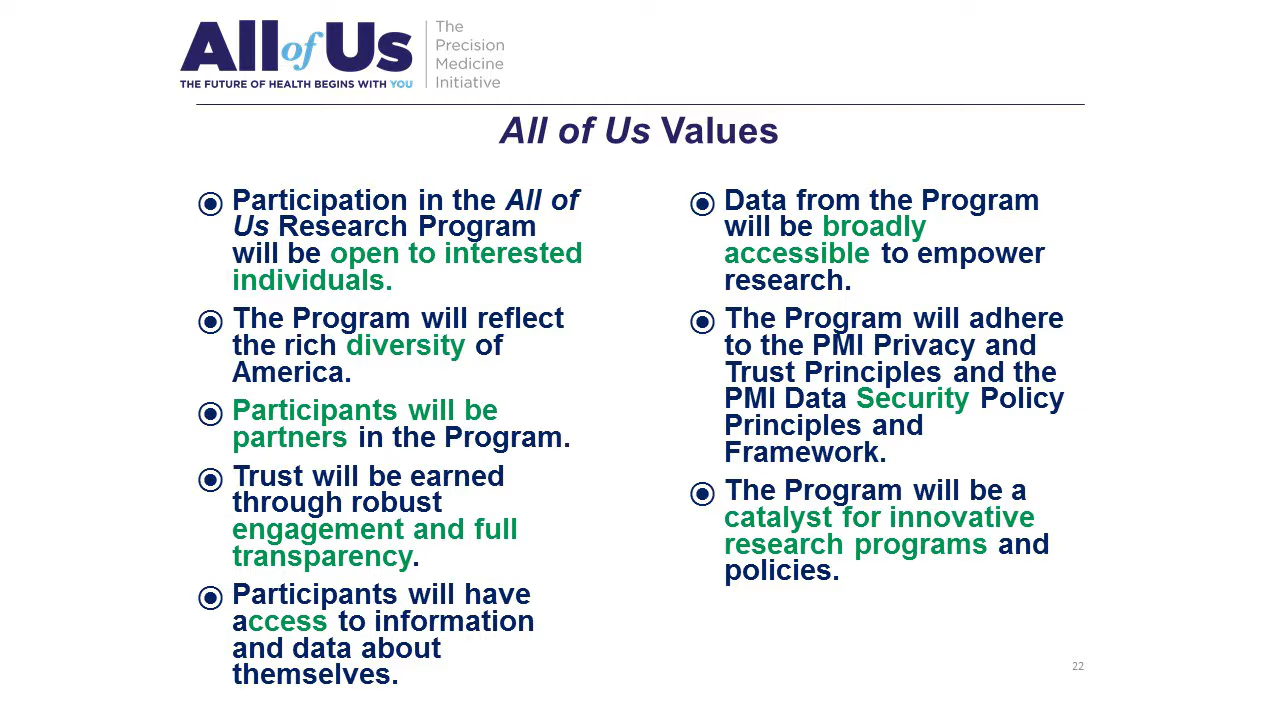 All of Us
THE FUTURE OF HEALTH BEGINS WITH YOU
The
Precision
Medicine
Initiative
All of Us Values
Participation in the All of
Us Research Program
will be open to interested
individuals.
The Program will reflect
the rich diversity of
America.
Participants will be
partners in the Program.
Trust will be earned
through robust
engagement and full
transparency.
Participants will have
access to information
and data about
themselves.
Data from the Program
will be broadly
accessible to empower
research.
The Program will adhere
to the PMI Privacy and
Trust Principles and the
PMI Data Security Policy
Principles and
Framework.
The Program will be a
catalyst for innovative
research programs and
policies.
22